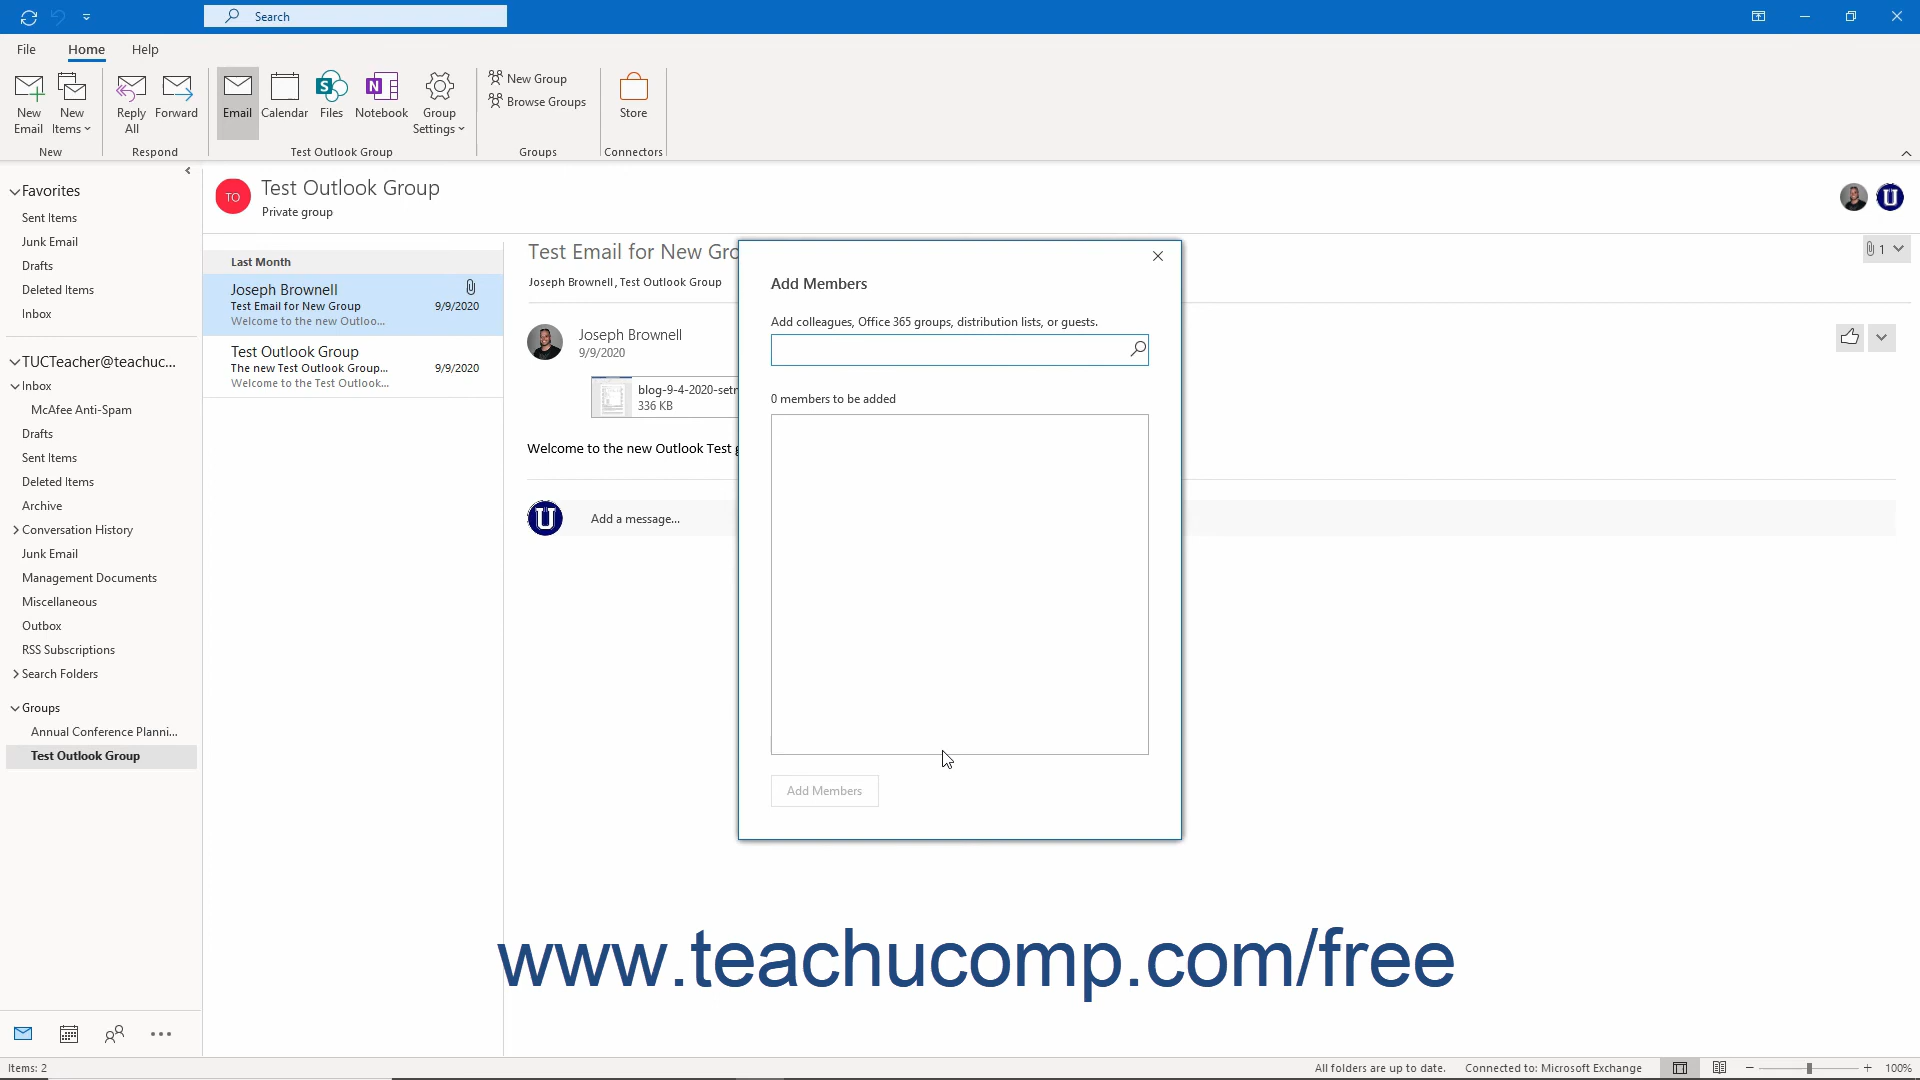 Search
File
Home
Help
New
Email
New
Items
Reply
All
Forward
Email
Calendar
Files
Notebook
Group
Settings
New Group
Browse Groups
Store
New
Respond
Test Outlook Group
Groups
Connectors
Favorites
Sent Items
Junk Email
Drafts
Deleted Items
Inbox
TUCTeacher@teachuc...
Inbox
McAfee Anti-Spam
Drafts
Sent Items
Deleted Items
Archive
Conversation History
Junk Email
Management Documents
Miscellaneous
Outbox
RSS Subscriptions
Search Folders
Groups
Annual Conference Planni...
Test Outlook Group
TO
Test Outlook Group
Private group
U
Last Month
Joseph Brownell
Test Email for New Group 9/9/2020
Welcome to the new Outloo...
Test Outlook Group
The new Test Outlook Group... 9/9/2020
Welcome to the Test Outlook...
Test Email for New Gro
1
Joseph Brownell, Test Outlook Group
Joseph Brownell
9/9/2020
blog-9-4-2020-setn
336 KB
Welcome to the new Outlook Test g
U
Add a message...
Add Members
Add colleagues, Office 365 groups, distribution lists, or guests.
0 members to be added
Add Members
www.teachucomp.com/free
Items: 2
All folders are up to date.
Connected to: Microsoft Exchange
100%